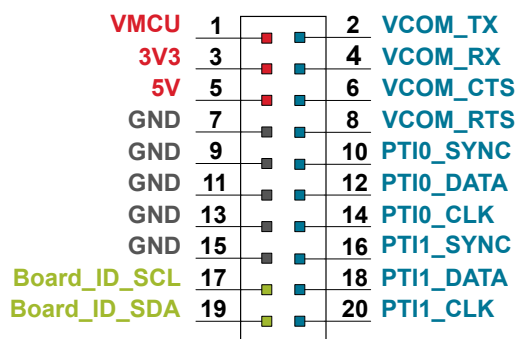 VMCU 1 2 VCOM_TX
3V3 3 4 VCOM_RX
5V 5 6 VCOM_CTS
GND 7 8 VCOM_RTS
GND 9 10 PTI0_SYNC
GND 11 12 PTI0_DATA
GND 13 14 PTI0_CLK
GND 15 16 PTI1_SYNC
Board_ID_SCL 17 18 PTI1_DATA
Board_ID_SDA 19 20 PTI1_CLK